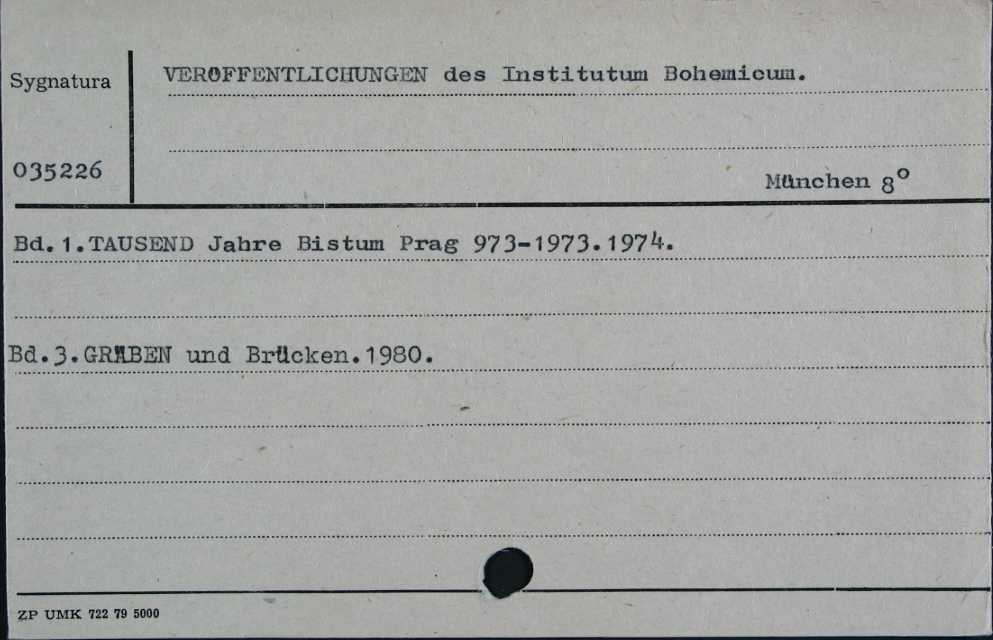 Sygnatura
VERÖFFENTLICHUNGEN des Institutum Bohemicum.
035226
München 8°
Bd.1.TAUSEND Jahre Bistum Prag 973-1973.1974.
Bd.3.GRÄBEN und Brücken.1980.
ZP UMK 722 79 5000